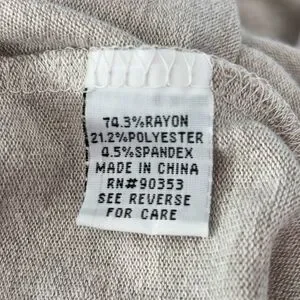 74.3%RAYON
21.2%POLYESTER
4.5%SPANDEX
MADE IN CHINA
RN#90353
SEE REVERSE
FOR CARE